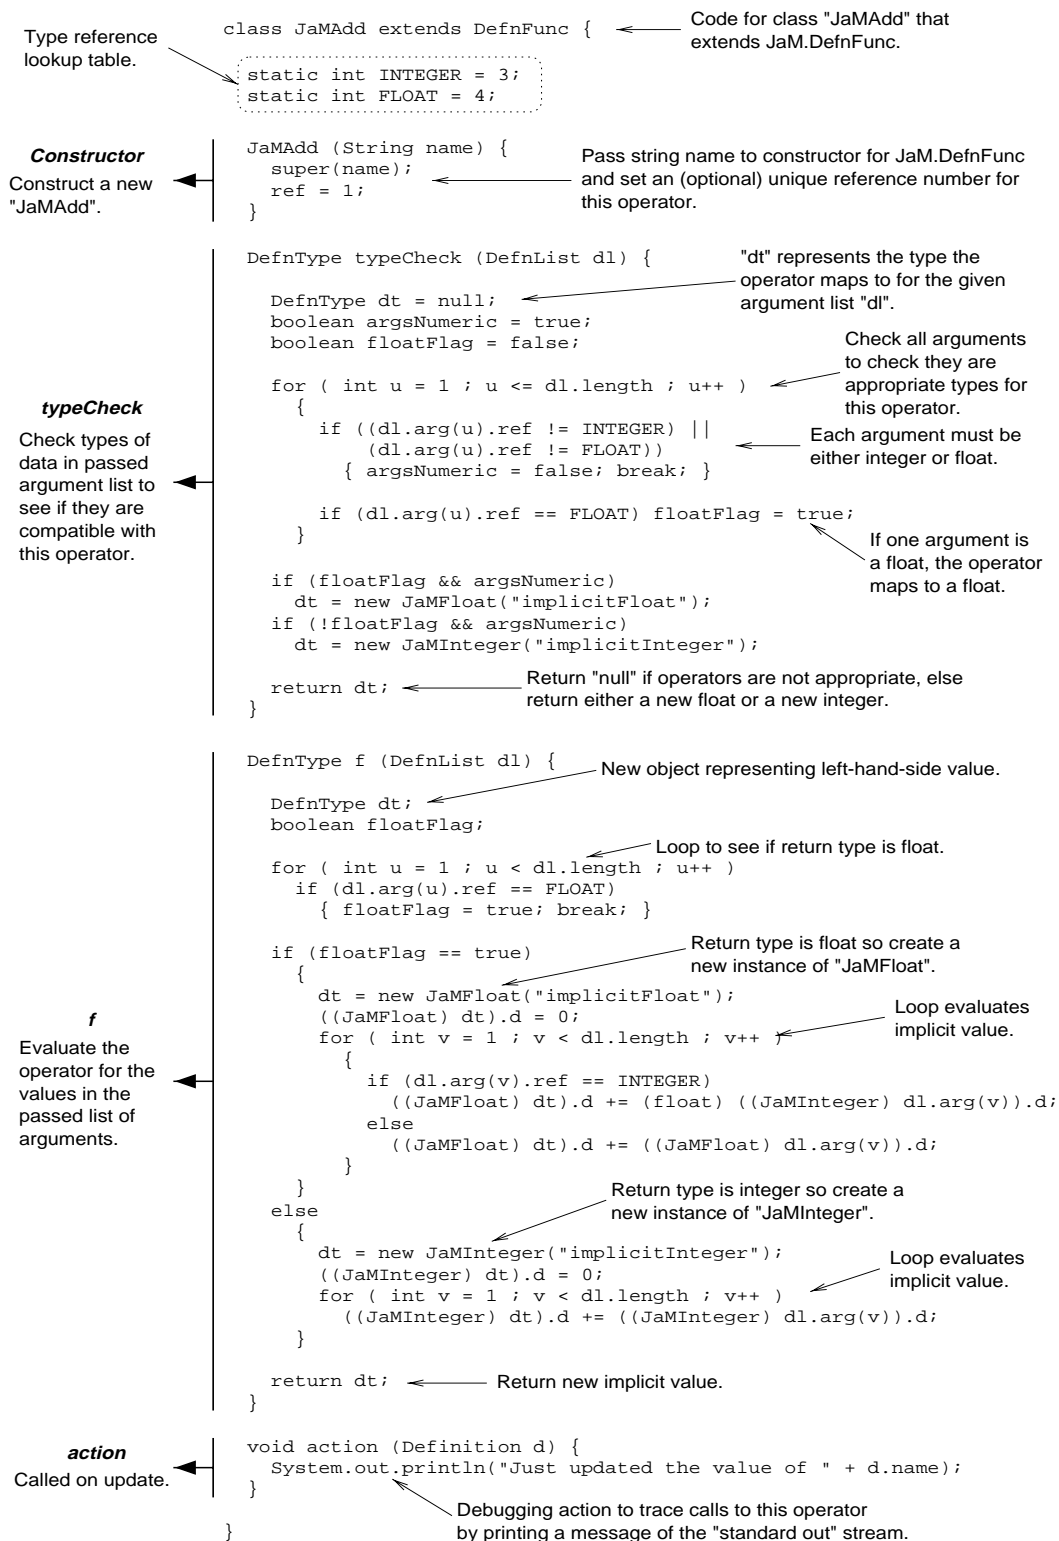 class JaMAdd extends DefnFunc {
Code for class "JaMAdd" that
extends JaM.DefnFunc.
Type reference
lookup table.
static int INTEGER = 3;
static int FLOAT = 4;
Constructor
Construct a new
"JaMAdd".
JaMAdd (String name) {
super(name);
ref = 1;
}
Pass string name to constructor for JaM.DefnFunc
and set an (optional) unique reference number for
this operator.
DefnType typeCheck (DefnList dl) {
"dt" represents the type the
operator maps to for the given
argument list "dl".
DefnType dt = null;
boolean argsNumeric = true;
boolean floatFlag = false;
Check all arguments
to check they are
appropriate types for
this operator.
for ( int u = 1 ; u <= dl.length ; u++ )
{
if ((dl.arg(u).ref != INTEGER) ||
(dl.arg(u).ref != FLOAT))
{ argsNumeric = false; break; }
Each argument must be
either integer or float.
typeCheck
Check types of
data in passed
argument list to
see if they are
compatible with
this operator.
if (dl.arg(u).ref == FLOAT) floatFlag = true;
}
If one argument is
a float, the operator
maps to a float.
if (floatFlag && argsNumeric)
dt = new JaMFloat("implicitFloat");
if (!floatFlag && argsNumeric)
dt = new JaMInteger("implicitInteger");
return dt;
}
Return "null" if operators are not appropriate, else
return either a new float or a new integer.
DefnType f (DefnList dl) {
New object representing left-hand-side value.
DefnType dt;
boolean floatFlag;
Loop to see if return type is float.
for ( int u = 1 ; u < dl.length ; u++ )
if (dl.arg(u).ref == FLOAT)
{ floatFlag = true; break; }
if (floatFlag == true)
{
Return type is float so create a
new instance of "JaMFloat".
dt = new JaMFloat("implicitFloat");
((JaMFloat) dt).d = 0;
for ( int v = 1 ; v < dl.length ; v++ )
Loop evaluates
implicit value.
{
if (dl.arg(v).ref == INTEGER)
((JaMFloat) dt).d += (float) ((JaMInteger) dl.arg(v)).d;
else
((JaMFloat) dt).d += ((JaMFloat) dl.arg(v)).d;
}
}
f
Evaluate the
operator for the
values in the
passed list of
arguments.
else
{
Return type is integer so create a
new instance of "JaMInteger".
dt = new JaMInteger("implicitInteger");
((JaMInteger) dt).d = 0;
for ( int v = 1 ; v < dl.length ; v++ )
((JaMInteger) dt).d += ((JaMInteger) dl.arg(v)).d;
}
Loop evaluates
implicit value.
return dt;
Return new implicit value.
}
action
Called on update.
void action (Definition d) {
System.out.println("Just updated the value of " + d.name);
}
Debugging action to trace calls to this operator
by printing a message of the "standard out" stream.
}